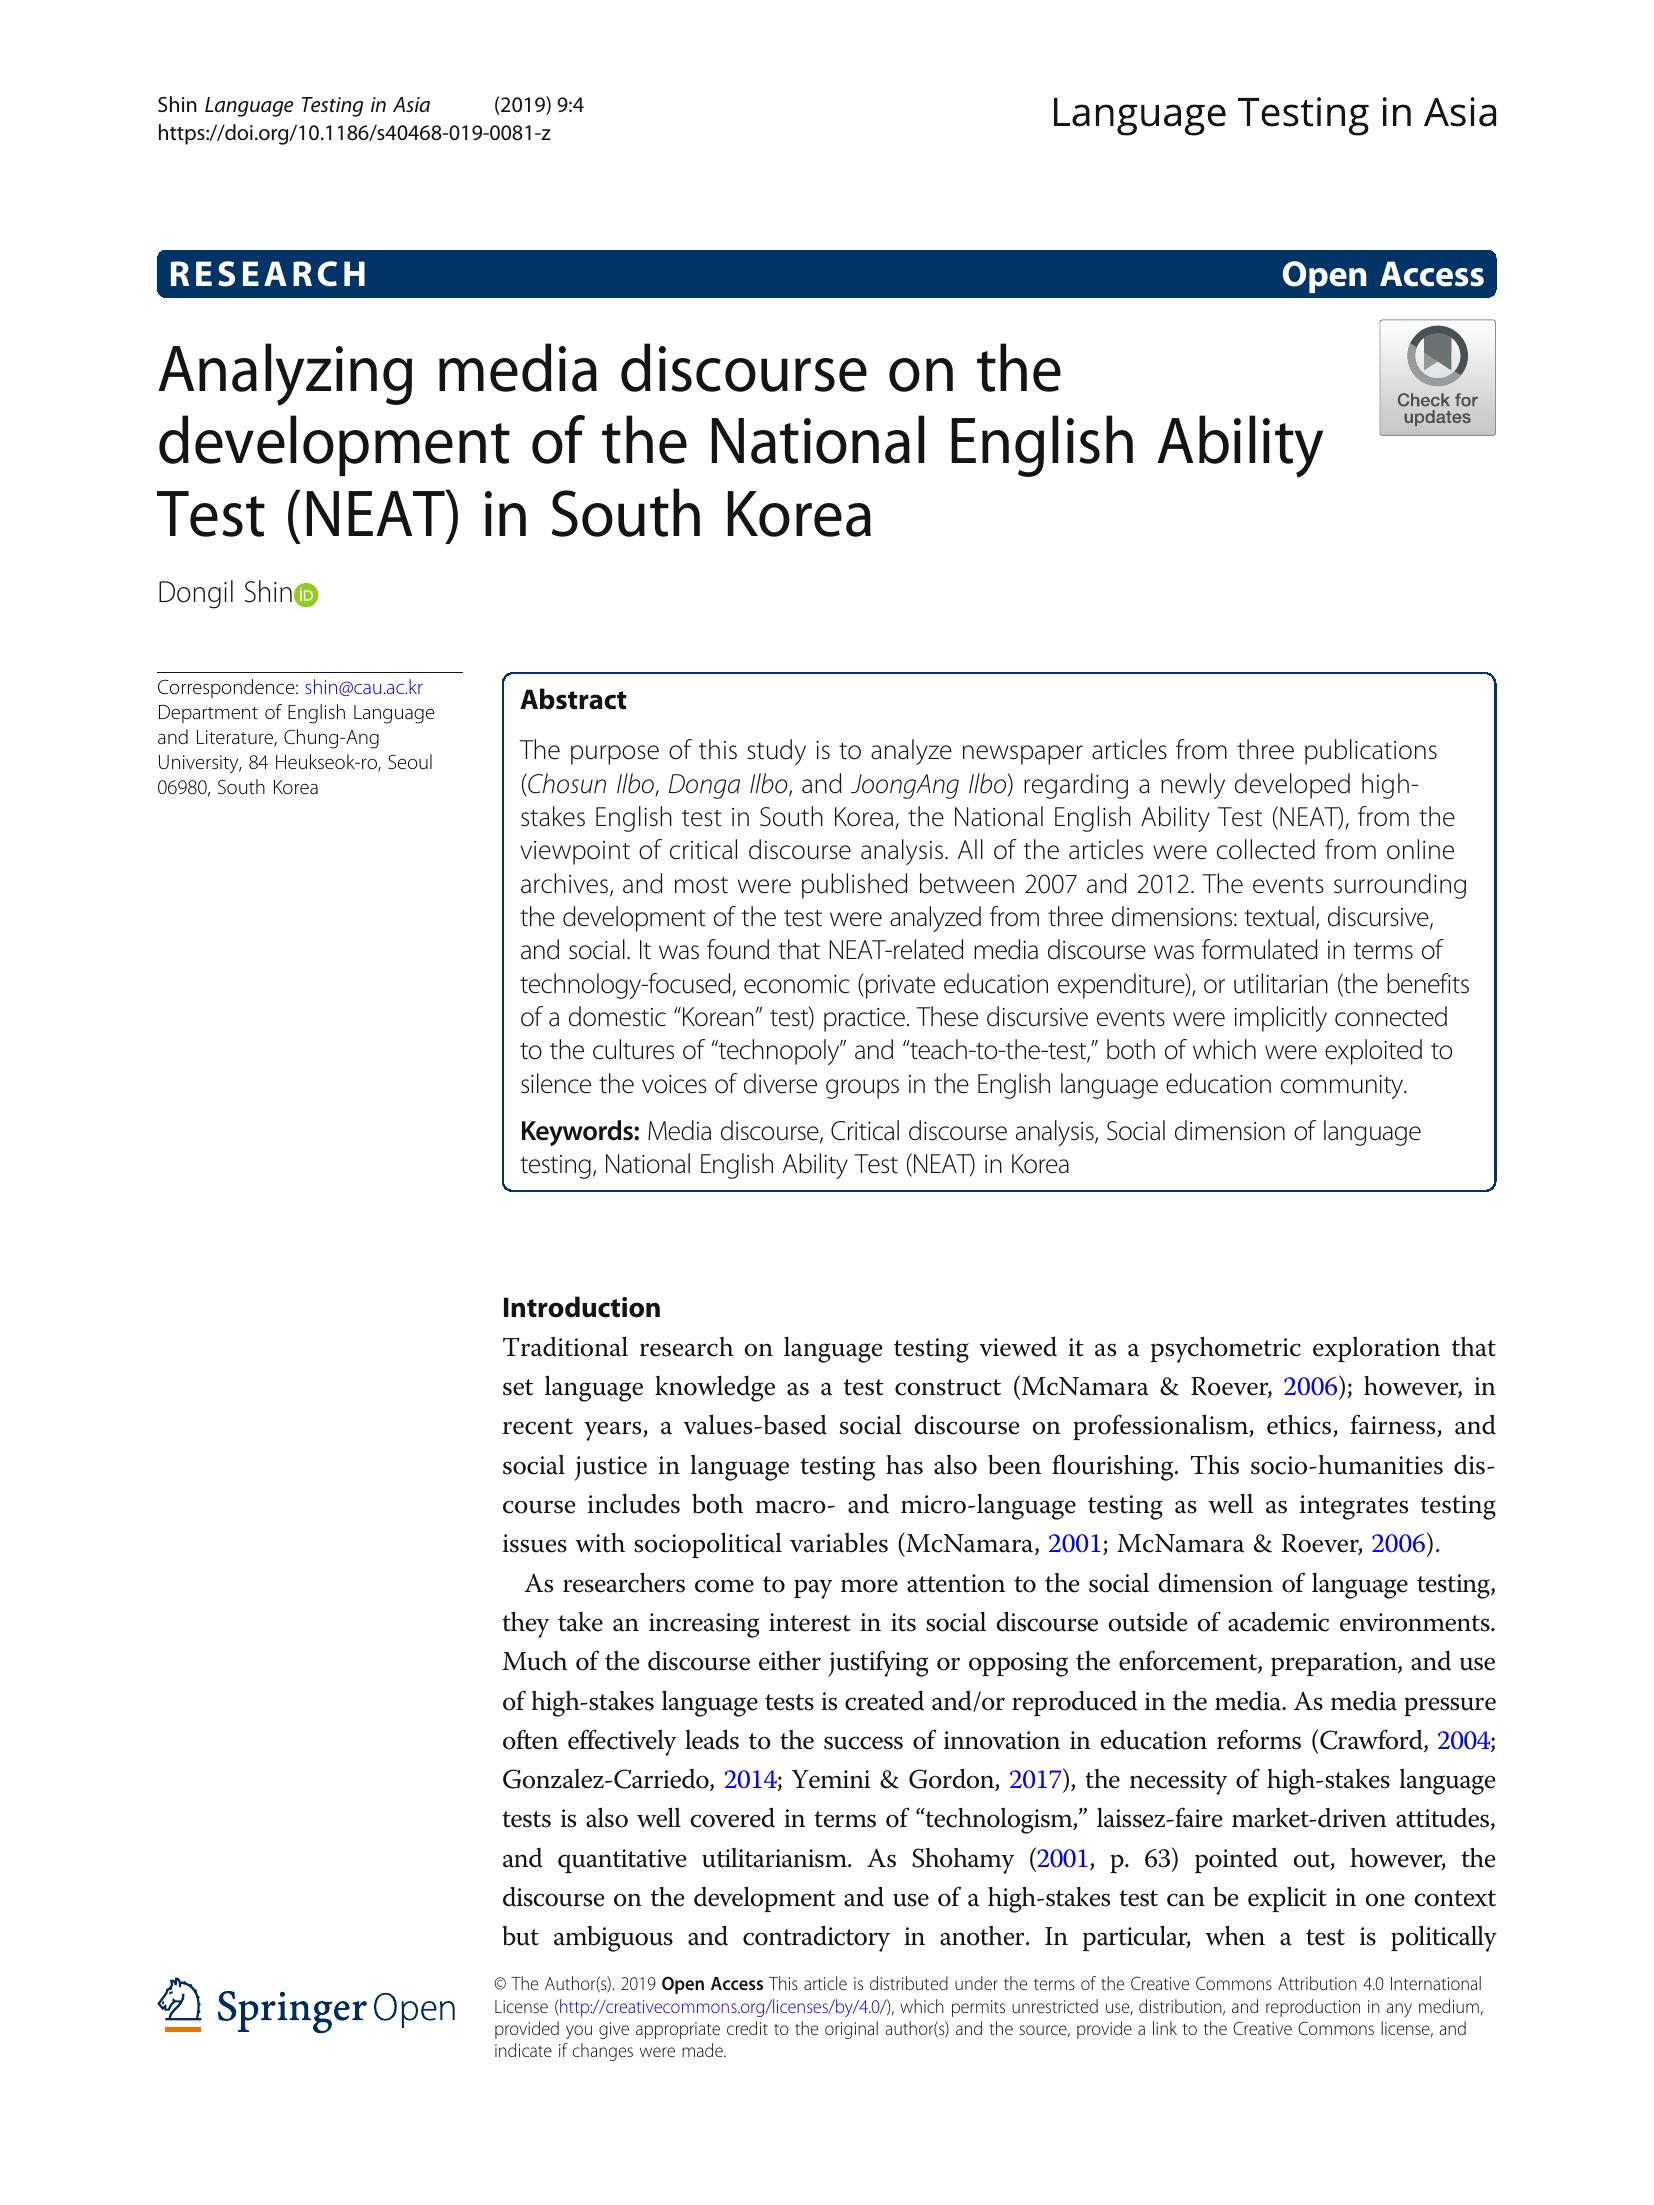 Shin Language Testing in Asia (2019) 9:4
https://doi.org/10.1186/s40468-019-0081-z
Language Testing in Asia
RESEARCH
Open Access
Analyzing media discourse on the
development of the National English Ability
Test (NEAT) in South Korea
Check for
updates
Dongil Shin
iD
Correspondence: shin@cau.ac.kr
Department of English Language
and Literature, Chung-Ang
University, 84 Heukseok-ro, Seoul
06980, South Korea
Abstract
The purpose of this study is to analyze newspaper articles from three publications
(Chosun Ilbo, Donga Ilbo, and JoongAng Ilbo) regarding a newly developed high-
stakes English test in South Korea, the National English Ability Test (NEAT), from the
viewpoint of critical discourse analysis. All of the articles were collected from online
archives, and most were published between 2007 and 2012. The events surrounding
the development of the test were analyzed from three dimensions: textual, discursive,
and social. It was found that NEAT-related media discourse was formulated in terms of
technology-focused, economic (private education expenditure), or utilitarian (the benefits
of a domestic “Korean” test) practice. These discursive events were implicitly connected
to the cultures of “technopoly” and “teach-to-the-test,” both of which were exploited to
silence the voices of diverse groups in the English language education community.
Keywords: Media discourse, Critical discourse analysis, Social dimension of language
testing, National English Ability Test (NEAT) in Korea
Introduction
Traditional research on language testing viewed it as a psychometric exploration that
set language knowledge as a test construct (McNamara & Roever, 2006); however, in
recent years, a values-based social discourse on professionalism, ethics, fairness, and
social justice in language testing has also been flourishing. This socio-humanities dis-
course includes both macro- and micro-language testing as well as integrates testing
issues with sociopolitical variables (McNamara, 2001; McNamara & Roever, 2006).
As researchers come to pay more attention to the social dimension of language testing,
they take an increasing interest in its social discourse outside of academic environments.
Much of the discourse either justifying or opposing the enforcement, preparation, and use
of high-stakes language tests is created and/or reproduced in the media. As media pressure
often effectively leads to the success of innovation in education reforms (Crawford, 2004;
Gonzalez-Carriedo, 2014; Yemini & Gordon, 2017), the necessity of high-stakes language
tests is also well covered in terms of “technologism,” laissez-faire market-driven attitudes,
and quantitative utilitarianism. As Shohamy (2001, p. 63) pointed out, however, the
discourse on the development and use of a high-stakes test can be explicit in one context
but ambiguous and contradictory in another. In particular, when a test is politically
Springer Open
© The Author(s). 2019 Open Access This article is distributed under the terms of the Creative Commons Attribution 4.0 International
License (http://creativecommons.org/licenses/by/4.0/), which permits unrestricted use, distribution, and reproduction in any medium,
provided you give appropriate credit to the original author(s) and the source, provide a link to the Creative Commons license, and
indicate if changes were made.